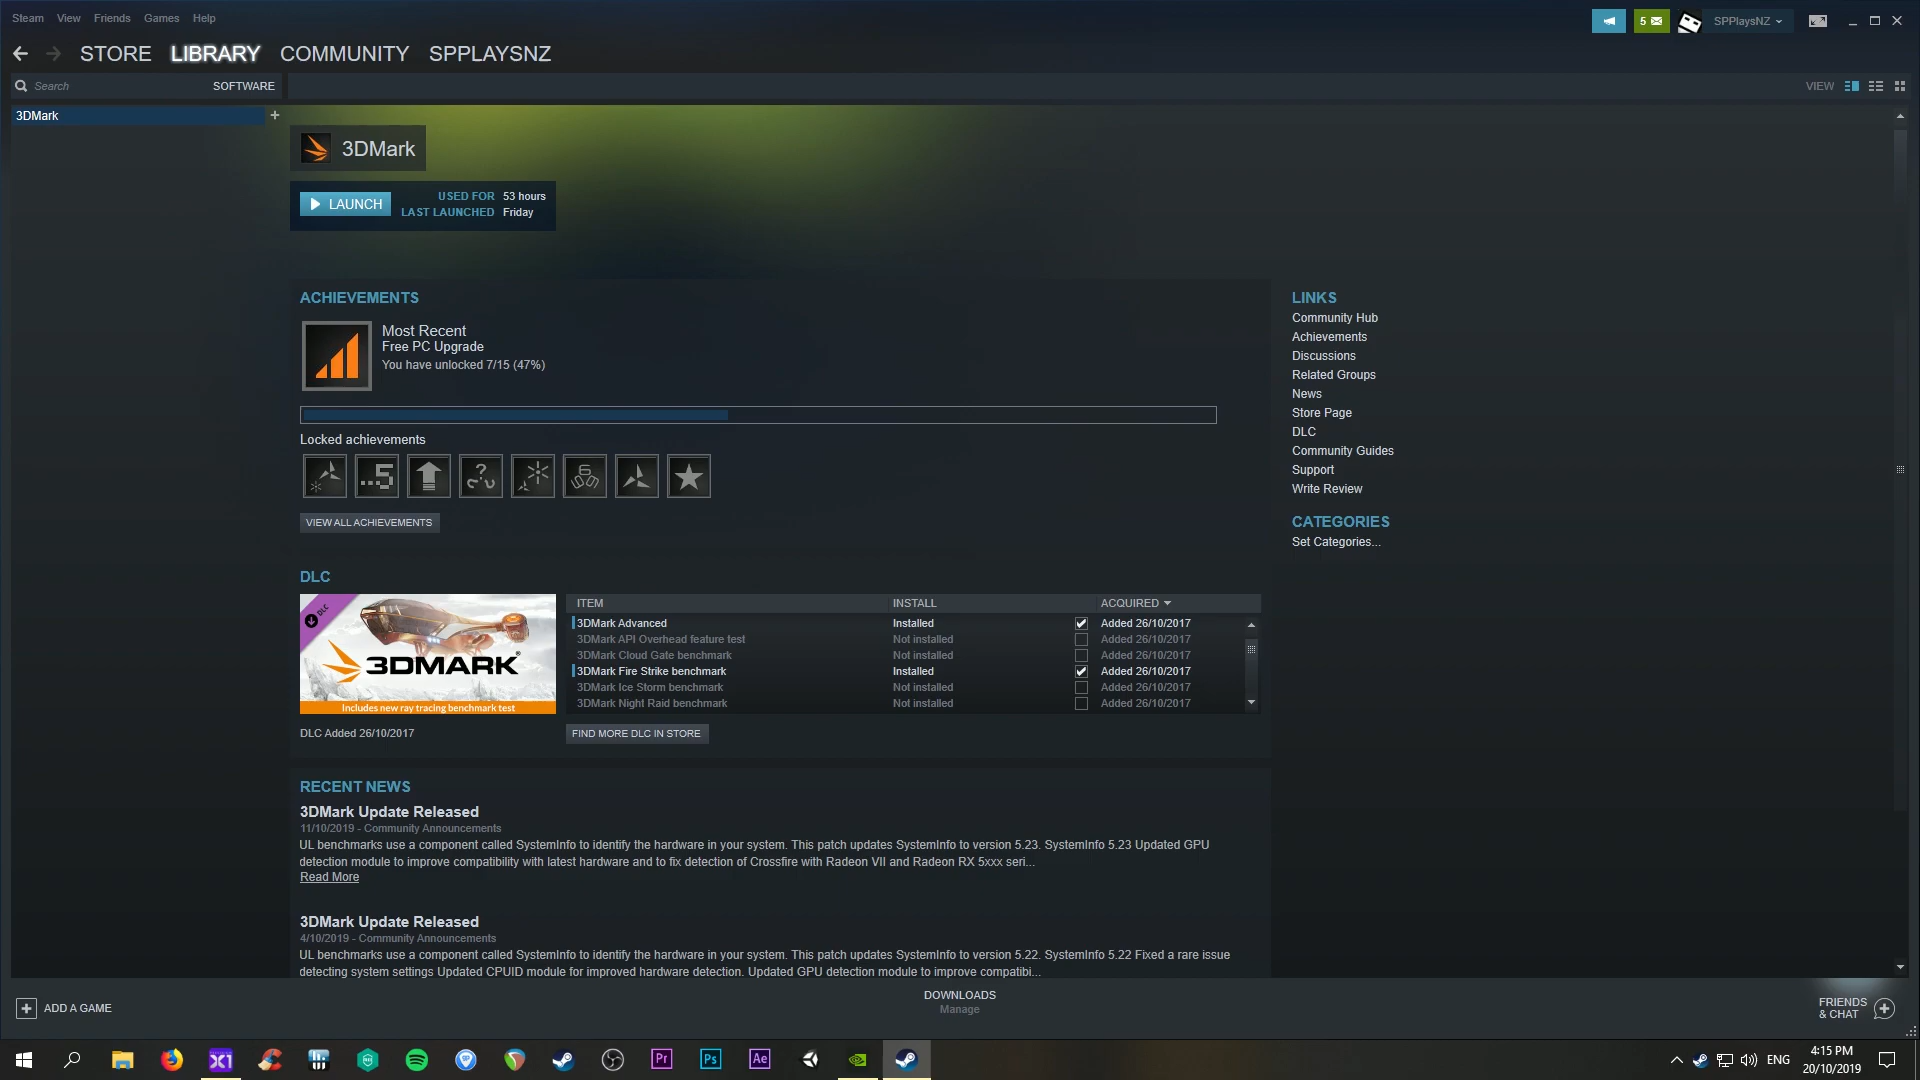 Steam View Friends Games Help
5
SPPlaysNZ
STORE LIBRARY COMMUNITY SPPLAYSNZ
Search
SOFTWARE
VIEW
3DMark
+
3DMark
LAUNCH
USED FOR 53 hours
LAST LAUNCHED Friday
ACHIEVEMENTS
Most Recent
Free PC Upgrade
You have unlocked 7/15 (47%)
Locked achievements
...5
VIEW ALL ACHIEVEMENTS
LINKS
Community Hub
Achievements
Discussions
Related Groups
News
Store Page
DLC
Community Guides
Support
Write Review
CATEGORIES
Set Categories...
DLC
DLC
3DMARK®
Includes new ray tracing benchmark test
DLC Added 26/10/2017
ITEM INSTALL ACQUIRED
3DMark Advanced Installed Added 26/10/2017
3DMark API Overhead feature test Not installed Added 26/10/2017
3DMark Cloud Gate benchmark Not installed Added 26/10/2017
3DMark Fire Strike benchmark Installed Added 26/10/2017
3DMark Ice Storm benchmark Not installed Added 26/10/2017
3DMark Night Raid benchmark Not installed Added 26/10/2017
FIND MORE DLC IN STORE
RECENT NEWS
3DMark Update Released
11/10/2019 - Community Announcements
UL benchmarks use a component called SystemInfo to identify the hardware in your system. This patch updates SystemInfo to version 5.23. SystemInfo 5.23 Updated GPU
detection module to improve compatibility with latest hardware and to fix detection of Crossfire with Radeon VII and Radeon RX 5xxx seri...
Read More
3DMark Update Released
4/10/2019 - Community Announcements
UL benchmarks use a component called SystemInfo to identify the hardware in your system. This patch updates SystemInfo to version 5.22. SystemInfo 5.22 Fixed a rare issue
detecting system settings Updated CPUID module for improved hardware detection. Updated GPU detection module to improve compatibi...
ADD A GAME
DOWNLOADS
Manage
FRIENDS
& CHAT
X1
Pr
Ps
Ae
ENG
4:15 PM
20/10/2019